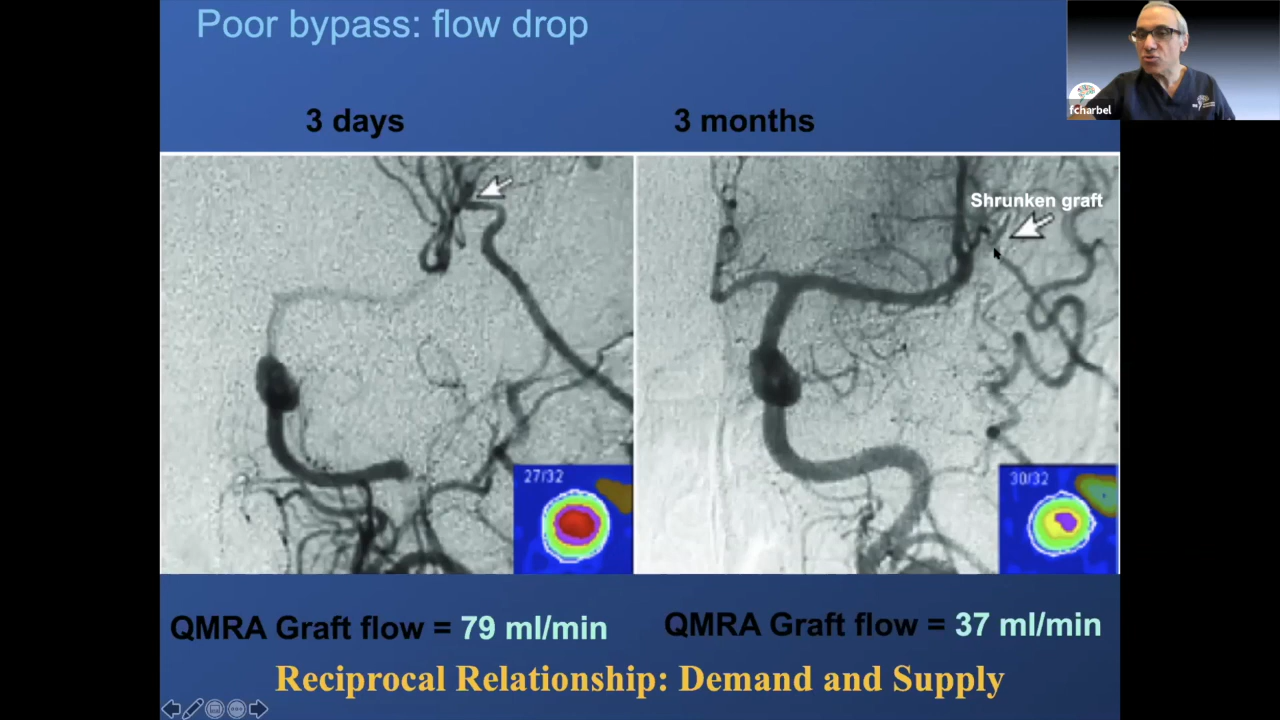 Poor bypass: flow drop
fcharbel
3 days
3 months
Shrunken graft
27/32
30/32
QMRA Graft flow = 79 ml/min
QMRA Graft flow = 37 ml/min
Reciprocal Relationship: Demand and Supply